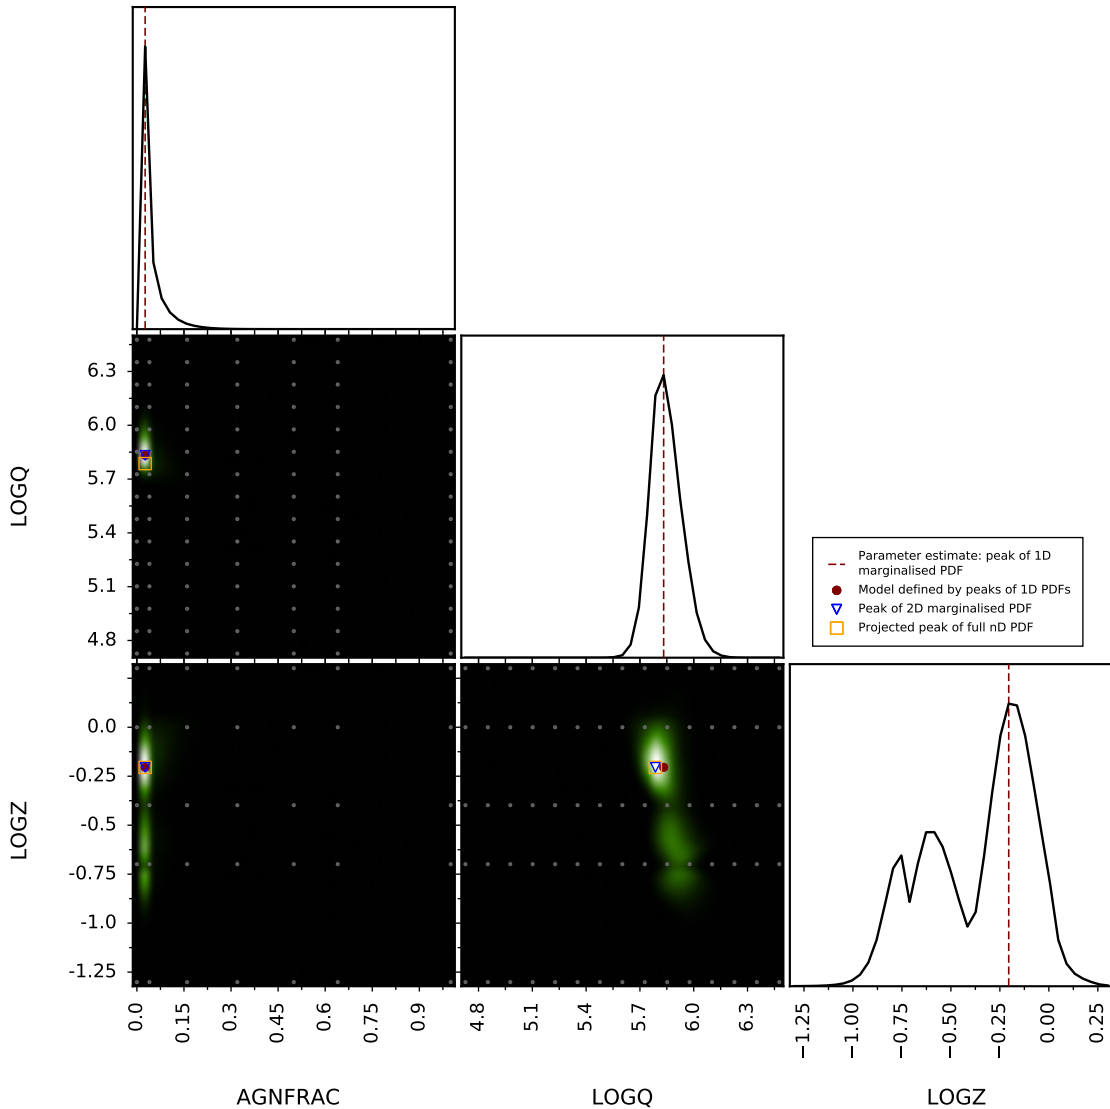 6.3
6.0
5.7
5.4
5.1
4.8
LOGQ
Parameter estimate: peak of 1D
marginalised PDF
Model defined by peaks of 1D PDFs
Peak of 2D marginalised PDF
Projected peak of full nD PDF
0.0
-0.25
-0.5
-0.75
-1.0
-1.25
LOGZ
0.0 0.15 0.3 0.45 0.6 0.75 0.9
4.8 5.1 5.4 5.7 6.0 6.3
−1.25 −1.00 −0.75 −0.50 −0.25 0.00 0.25
AGNFRAC LOGQ LOGZ